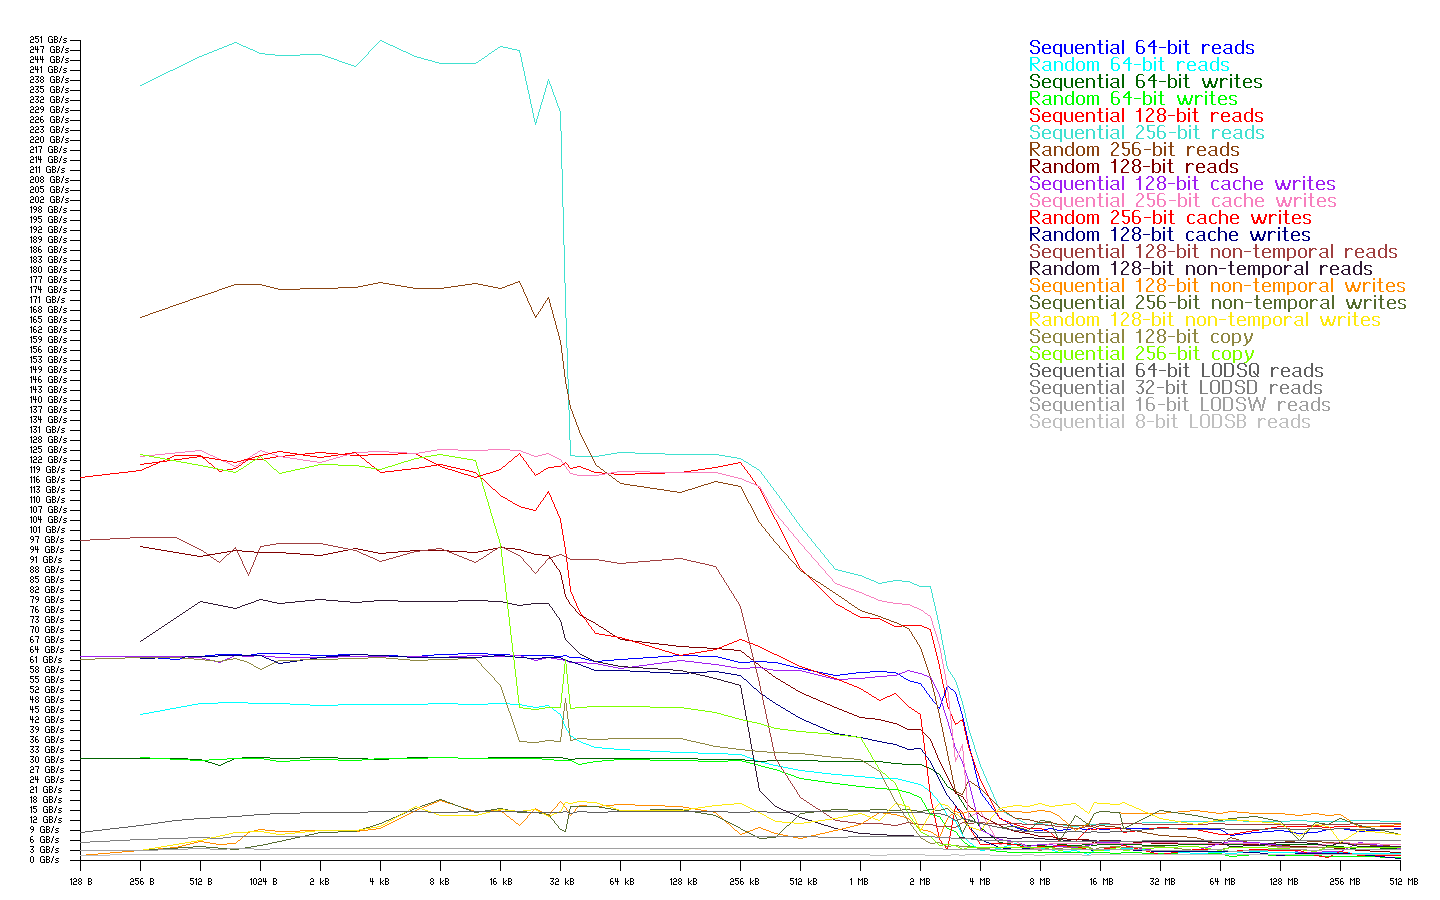 251 GB/s
247 GB/s
244 GB/s
241 GB/s
238 GB/s
235 GB/s
232 GB/s
229 GB/s
226 GB/s
223 GB/s
220 GB/s
217 GB/s
214 GB/s
211 GB/s
208 GB/s
205 GB/s
202 GB/s
198 GB/s
195 GB/s
192 GB/s
189 GB/s
186 GB/s
183 GB/s
180 GB/s
177 GB/s
174 GB/s
171 GB/s
168 GB/s
165 GB/s
162 GB/s
159 GB/s
156 GB/s
153 GB/s
149 GB/s
146 GB/s
143 GB/s
140 GB/s
137 GB/s
134 GB/s
131 GB/s
128 GB/s
125 GB/s
122 GB/s
119 GB/s
116 GB/s
113 GB/s
110 GB/s
107 GB/s
104 GB/s
101 GB/s
97 GB/s
94 GB/s
91 GB/s
88 GB/s
85 GB/s
82 GB/s
79 GB/s
76 GB/s
73 GB/s
70 GB/s
67 GB/s
64 GB/s
61 GB/s
58 GB/s
55 GB/s
52 GB/s
48 GB/s
45 GB/s
42 GB/s
39 GB/s
36 GB/s
33 GB/s
30 GB/s
27 GB/s
24 GB/s
21 GB/s
18 GB/s
15 GB/s
12 GB/s
9 GB/s
6 GB/s
3 GB/s
0 GB/s
Sequential 64-bit reads
Random 64-bit reads
Sequential 64-bit writes
Random 64-bit writes
Sequential 128-bit reads
Sequential 256-bit reads
Random 256-bit reads
Random 128-bit reads
Sequential 128-bit cache writes
Sequential 256-bit cache writes
Random 256-bit cache writes
Random 128-bit cache writes
Sequential 128-bit non-temporal reads
Random 128-bit non-temporal reads
Sequential 128-bit non-temporal writes
Sequential 256-bit non-temporal writes
Random 128-bit non-temporal writes
Sequential 128-bit copy
Sequential 256-bit copy
Sequential 64-bit LODSQ reads
Sequential 32-bit LODSD reads
Sequential 16-bit LODSW reads
Sequential 8-bit LODSB reads
128 B 256 B 512 B 1024 B 2 kB 4 kB 8 kB 16 kB 32 kB 64 kB 128 kB 256 kB 512 kB 1 MB 2 MB 4 MB 8 MB 16 MB 32 MB 64 MB 128 MB 256 MB 512 MB